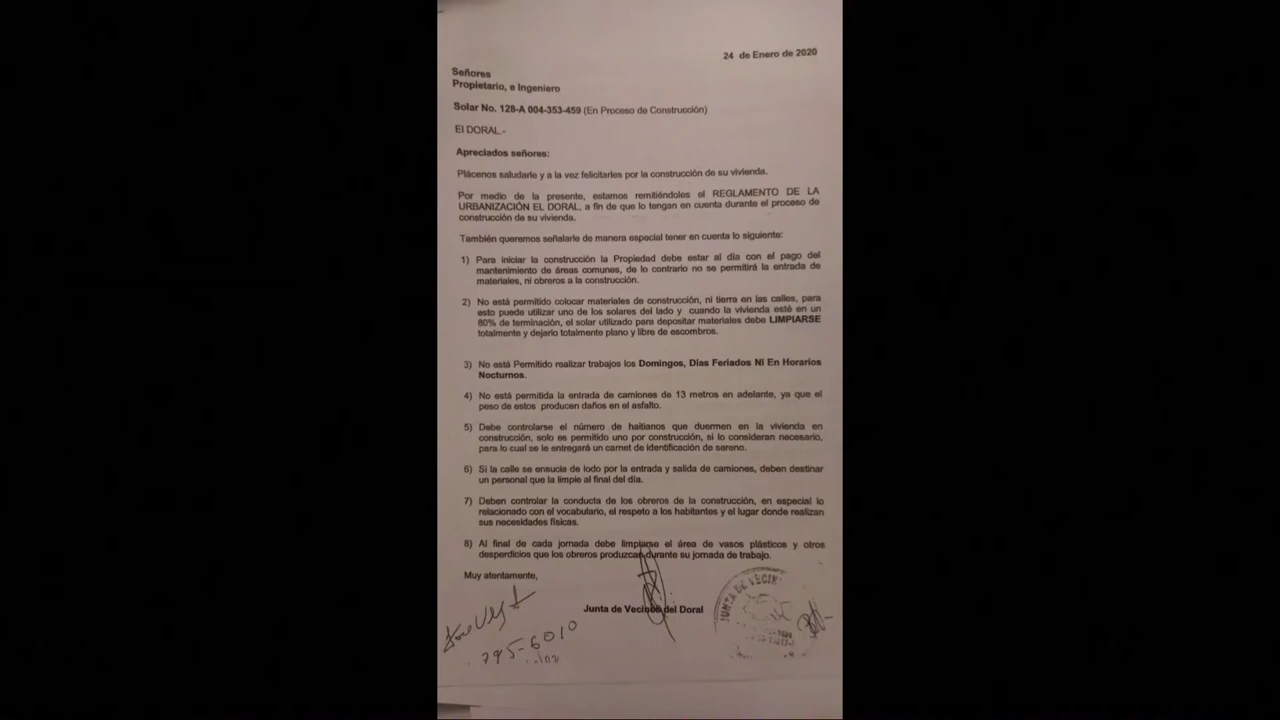 24 de Enero de 2020
Señores
Propietario, e Ingeniero
Solar No. 128-A 004-353-459 (En Proceso de Construcción)
El DORAL.-
Apreciados señores:
Plácenos saludarle y a la vez felicitarles por la construcción de su vivienda.
Por medio de la presente, estamos remitiéndoles el REGLAMENTO DE LA
URBANIZACIÓN EL DORAL, a fin de que lo tengan en cuenta durante el proceso de
construcción de su vivienda.
También queremos señalarle de manera especial tener en cuenta lo siguiente:
1) Para iniciar la construcción la Propiedad debe estar al día con el pago del
mantenimiento de áreas comunes, de lo contrario no se permitirá la entrada de
materiales, ni obreros a la construcción.
2) No está permitido colocar materiales de construcción, ni tierra en las calles, para
esto puede utilizar uno de los solares del lado y cuando la vivienda esté en un
80% de terminación, el solar utilizado para depositar materiales debe LIMPIARSE
totalmente y dejarlo totalmente plano y libre de escombros.
3) No está Permitido realizar trabajos los Domingos, Días Feriados Ni En Horarios
Nocturnos.
4) No está permitida la entrada de camiones de 13 metros en adelante, ya que el
peso de estos producen daños en el asfalto.
5) Debe controlarse el número de haitianos que duermen en la vivienda en
construcción, solo es permitido uno por construcción, si lo consideran necesario,
para lo cual se le entregará un carnet de identificación de sereno.
6) Si la calle se ensucia de lodo por la entrada y salida de camiones, deben destinar
un personal que la limpie al final del día.
7) Deben controlar la conducta de los obreros de la construcción, en especial lo
relacionado con el vocabulario, el respeto a los habitantes y el lugar donde realizan
sus necesidades físicas.
8) Al final de cada jornada debe limpiarse el área de vasos plásticos y otros
desperdicios que los obreros produzcan durante su jornada de trabajo.
Muy atentamente,
Junta de Vecinos del Doral
JUNTA DE VECIN
795-6010